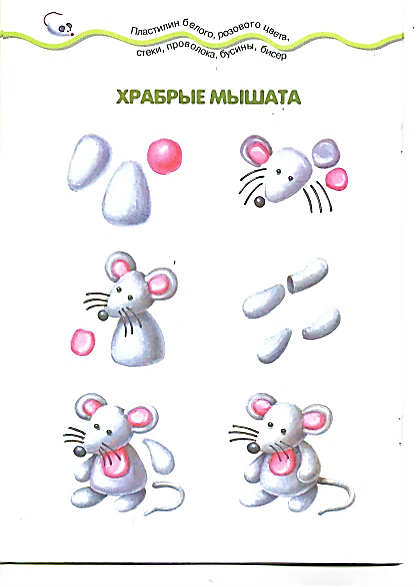 Пластилин белого, розового цвета,
стеки, проволока, бусины, бисер
ХРАБРЫЕ МЫШАТА